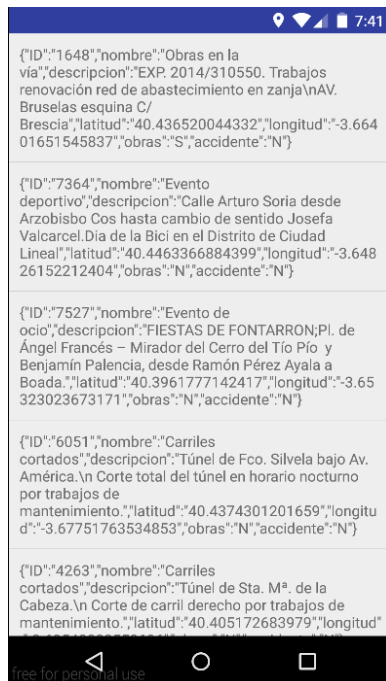 7:41
{"ID":"1648","nombre":"Obras en la
vía","descripcion":"EXP. 2014/310550. Trabajos
renovación red de abastecimiento en zanja\nAV.
Bruselas esquina C/
Brescia","latitud":"40.436520044332","longitud":"-3.664
01651545837","obras":"S","accidente":"N"}
{"ID":"7364","nombre":"Evento
deportivo","descripcion":"Calle Arturo Soria desde
Arzobisbo Cos hasta cambio de sentido Josefa
Valcarcel.Dia de la Bici en el Distrito de Ciudad
Lineal","latitud":"40.4463366884399","longitud":"-3.648
26152212404","obras":"N","accidente":"N"}
{"ID":"7527","nombre":"Evento de
ocio","descripcion":"FIESTAS DE FONTARRON;Pl. de
Ángel Francés – Mirador del Cerro del Tío Pío  y
Benjamín Palencia, desde Ramón Pérez Ayala a
Boada.","latitud":"40.3961777142417","longitud":"-3.65
323023673171","obras":"N","accidente":"N"}
{"ID":"6051","nombre":"Carriles
cortados","descripcion":"Túnel de Fco. Silvela bajo Av.
América.\n Corte total del túnel en horario nocturno
por trabajos de
mantenimiento.","latitud":"40.4374301201659","longitu
d":"-3.67751763534853","obras":"N","accidente":"N"}
{"ID":"4263","nombre":"Carriles
cortados","descripcion":"Túnel de Sta. Mª. de la
Cabeza.\n Corte de carril derecho por trabajos de
mantenimiento.","latitud":"40.405172683979","longitud"
free for personal use